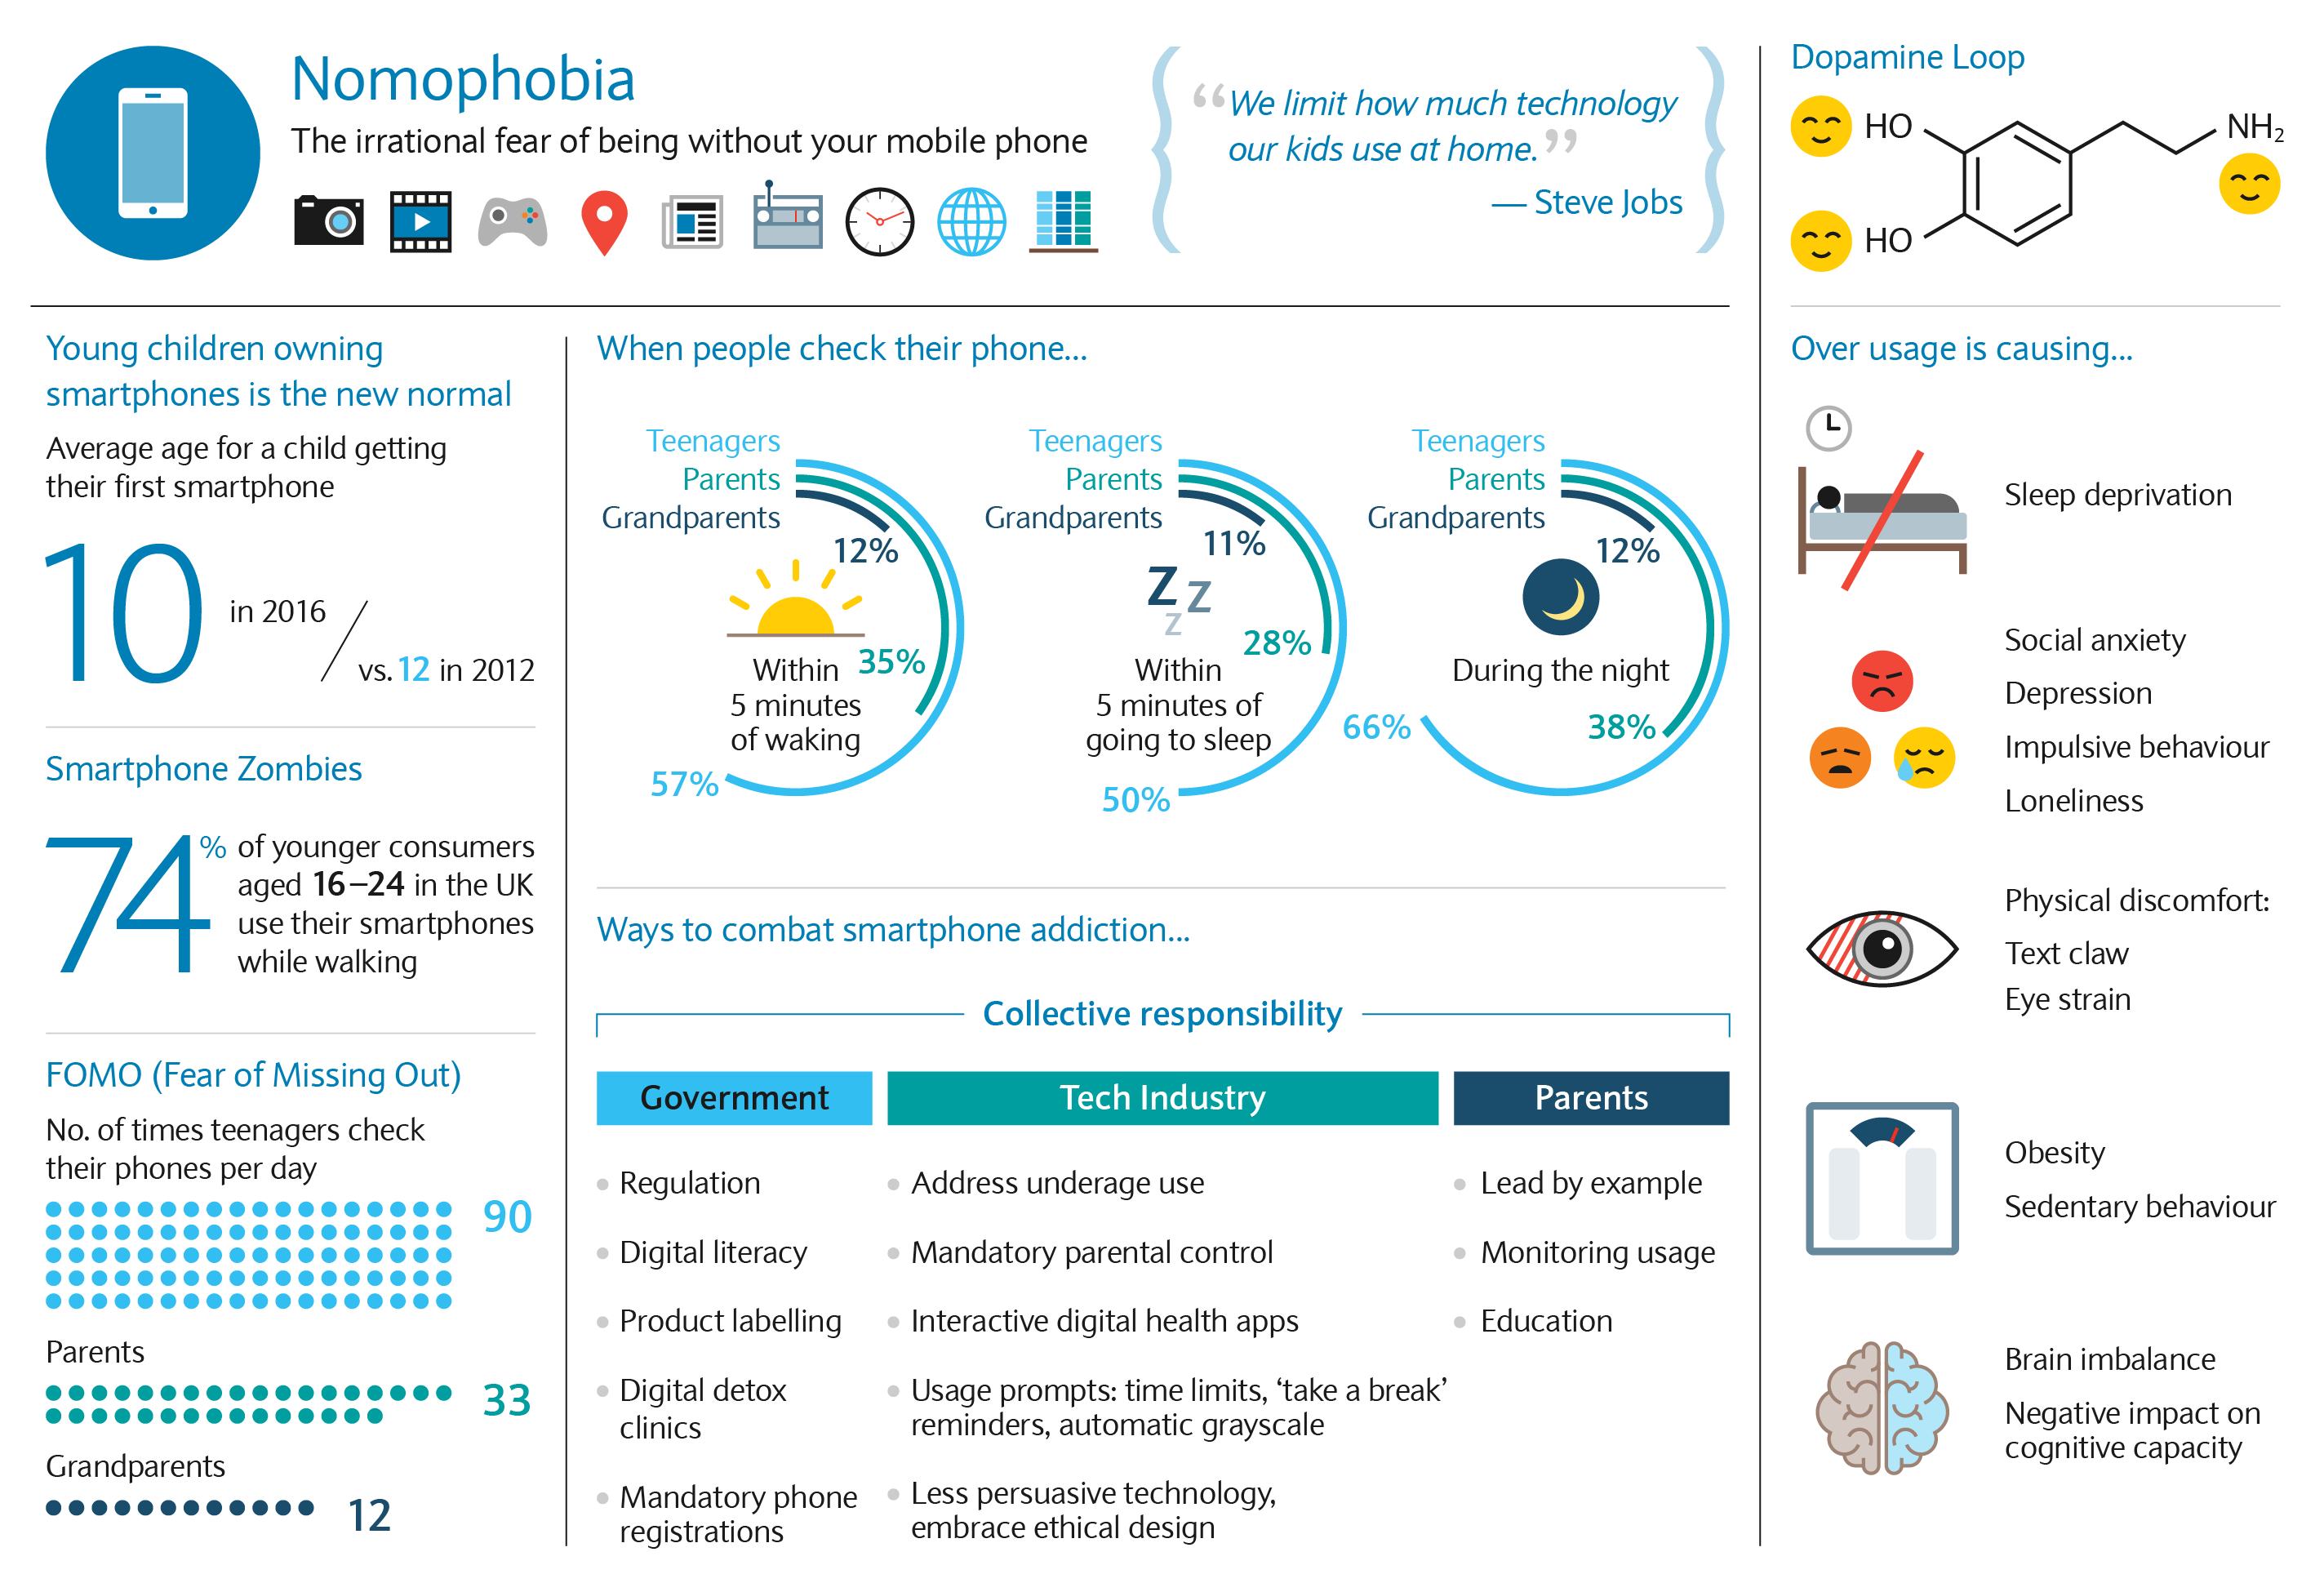 Nomophobia
The irrational fear of being without your mobile phone
“We limit how much technology
our kids use at home.”
— Steve Jobs
Dopamine Loop
HO
NH₂
HO
Young children owning
smartphones is the new normal
Average age for a child getting
their first smartphone
10 in 2016
vs. 12 in 2012
Smartphone Zombies
74% of younger consumers
aged 16–24 in the UK
use their smartphones
while walking
FOMO (Fear of Missing Out)
No. of times teenagers check
their phones per day
90
Parents
33
Grandparents
12
When people check their phone...
Teenagers
Parents
Grandparents
12%
35%
Within
5 minutes
of waking
57%
Teenagers
Parents
Grandparents
11%
Z Z
Z
28%
Within
5 minutes of
going to sleep
50%
Teenagers
Parents
Grandparents
12%
During the night
66%
38%
Ways to combat smartphone addiction...
Collective responsibility
Government
• Regulation
• Digital literacy
• Product labelling
• Digital detox
clinics
• Mandatory phone
registrations
Tech Industry
• Address underage use
• Mandatory parental control
• Interactive digital health apps
• Usage prompts: time limits, ‘take a break’
reminders, automatic grayscale
• Less persuasive technology,
embrace ethical design
Parents
• Lead by example
• Monitoring usage
• Education
Over usage is causing...
Sleep deprivation
Social anxiety
Depression
Impulsive behaviour
Loneliness
Physical discomfort:
Text claw
Eye strain
Obesity
Sedentary behaviour
Brain imbalance
Negative impact on
cognitive capacity